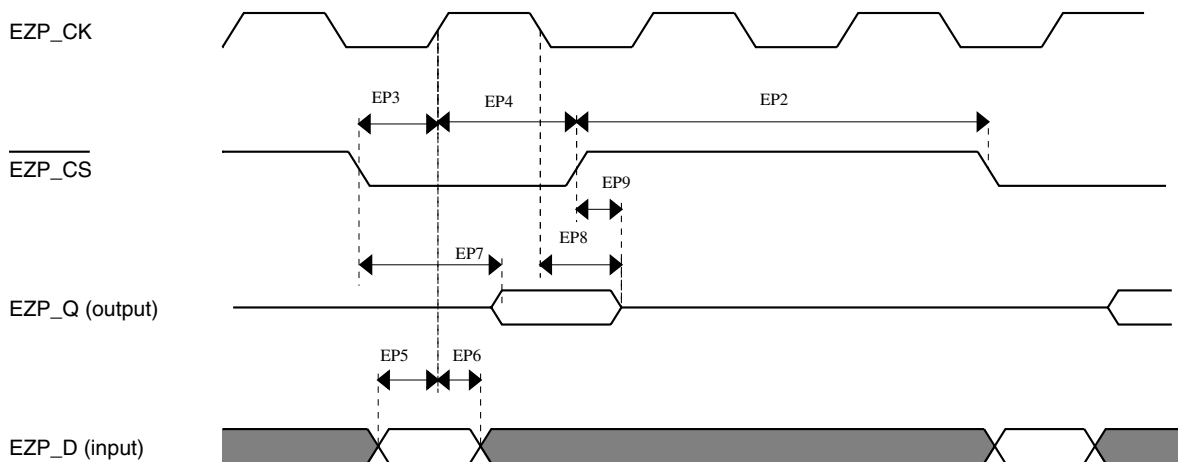 EZP_CK
EP3
EP4
EP2
EZP_CS
EP9
EP8
EP7
EZP_Q (output)
EP5
EP6
EZP_D (input)